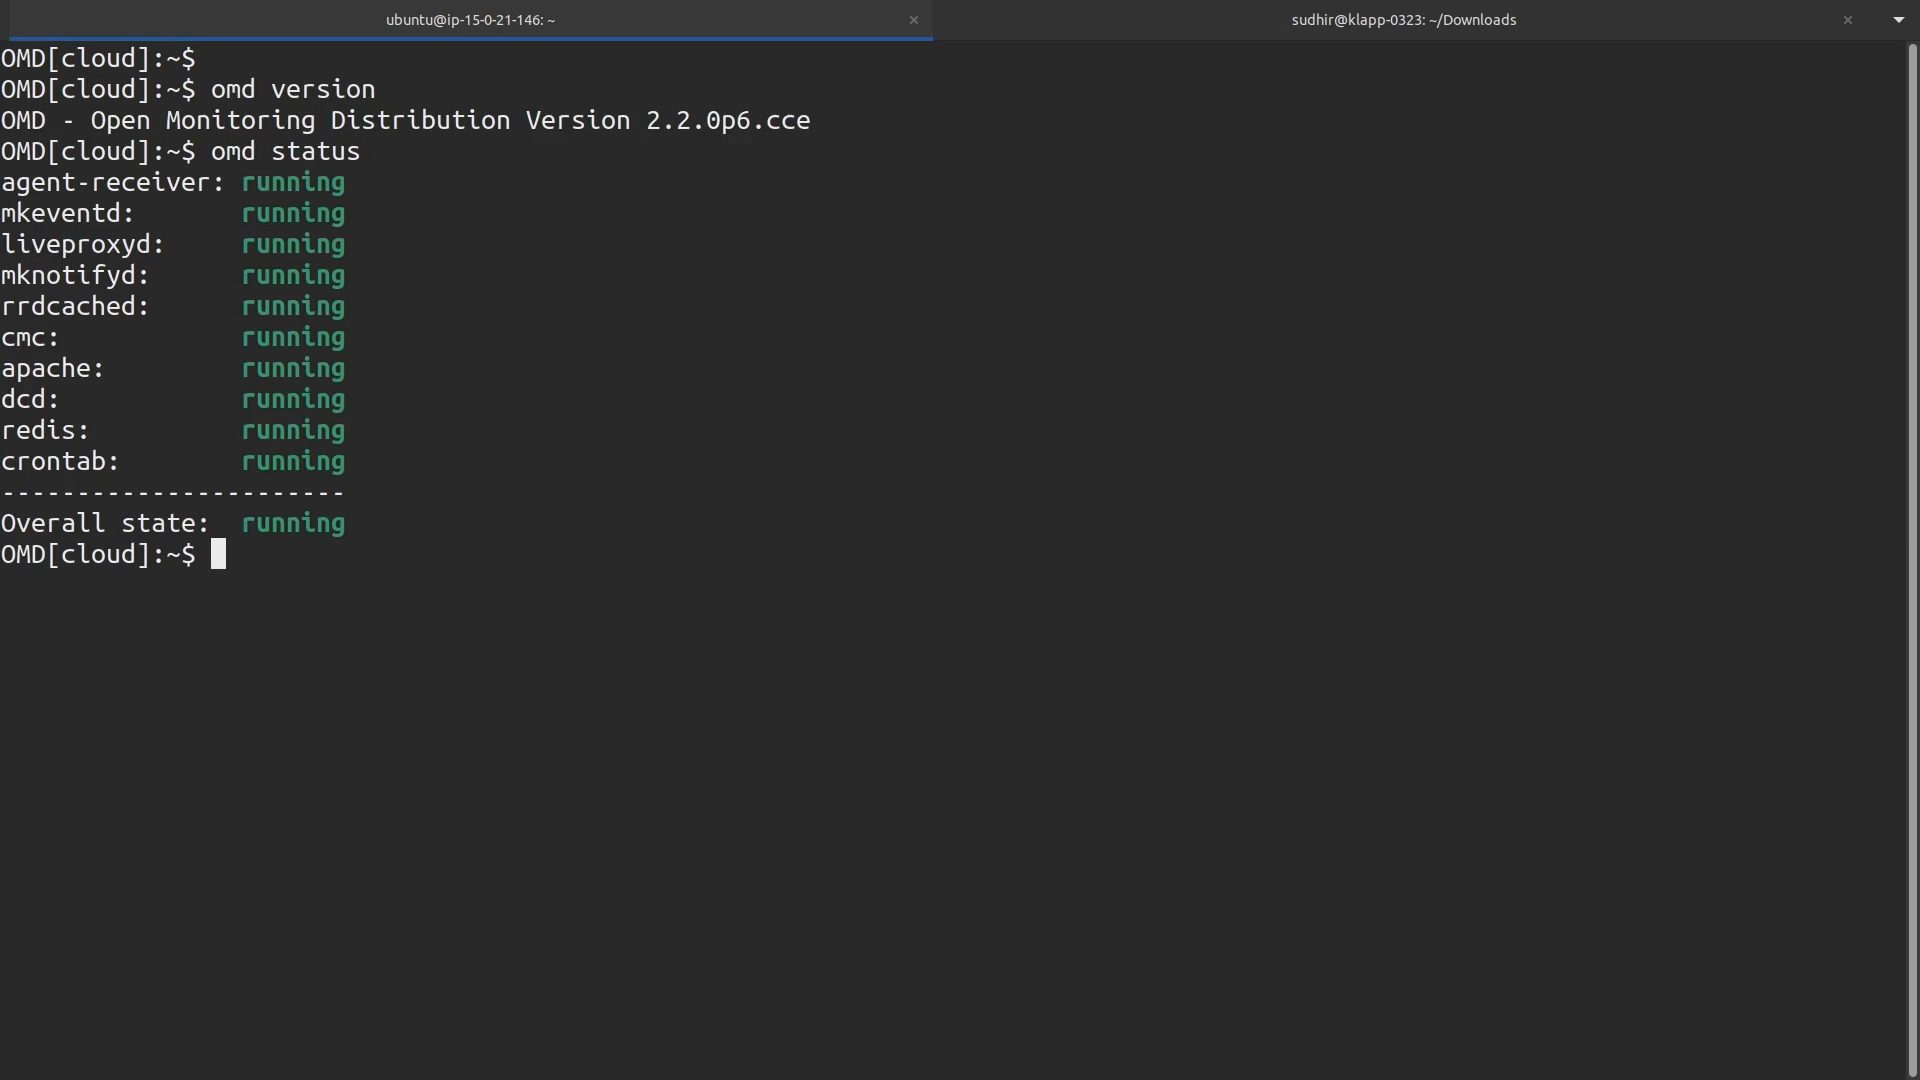 ubuntu@ip-15-0-21-146: ~
sudhir@klapp-0323: ~/Downloads
OMD[cloud]:~$
OMD[cloud]:~$ omd version
OMD - Open Monitoring Distribution Version 2.2.0p6.cce
OMD[cloud]:~$ omd status
agent-receiver: running
mkeventd: running
liveproxyd: running
mknotifyd: running
rrdcached: running
cmc: running
apache: running
dcd: running
redis: running
crontab: running
-----------------------
Overall state: running
OMD[cloud]:~$